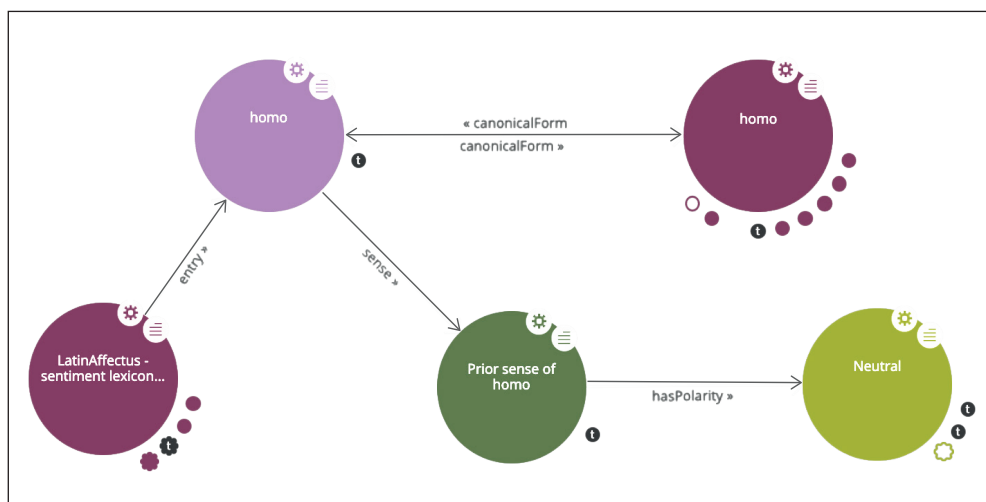 homo
« canonicalForm
canonicalForm »
homo
t
t
entry »
sense »
LatinAffectus -
sentiment lexicon...
t
Prior sense of
homo
t
hasPolarity »
Neutral
t
t